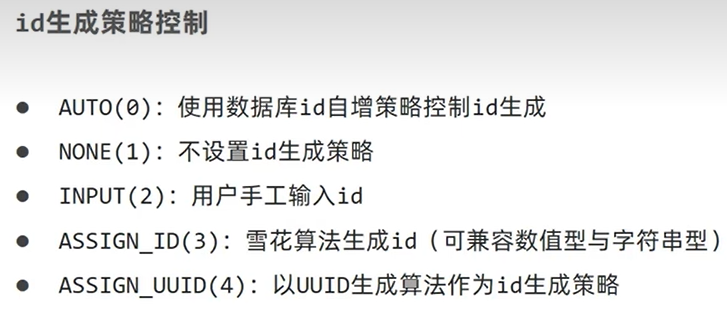 id生成策略控制
● AUTO(0): 使用数据库id自增策略控制id生成
● NONE(1): 不设置id生成策略
● INPUT(2): 用户手工输入id
● ASSIGN_ID(3): 雪花算法生成id（可兼容数值型与字符串型）
● ASSIGN_UUID(4): 以UUID生成算法作为id生成策略